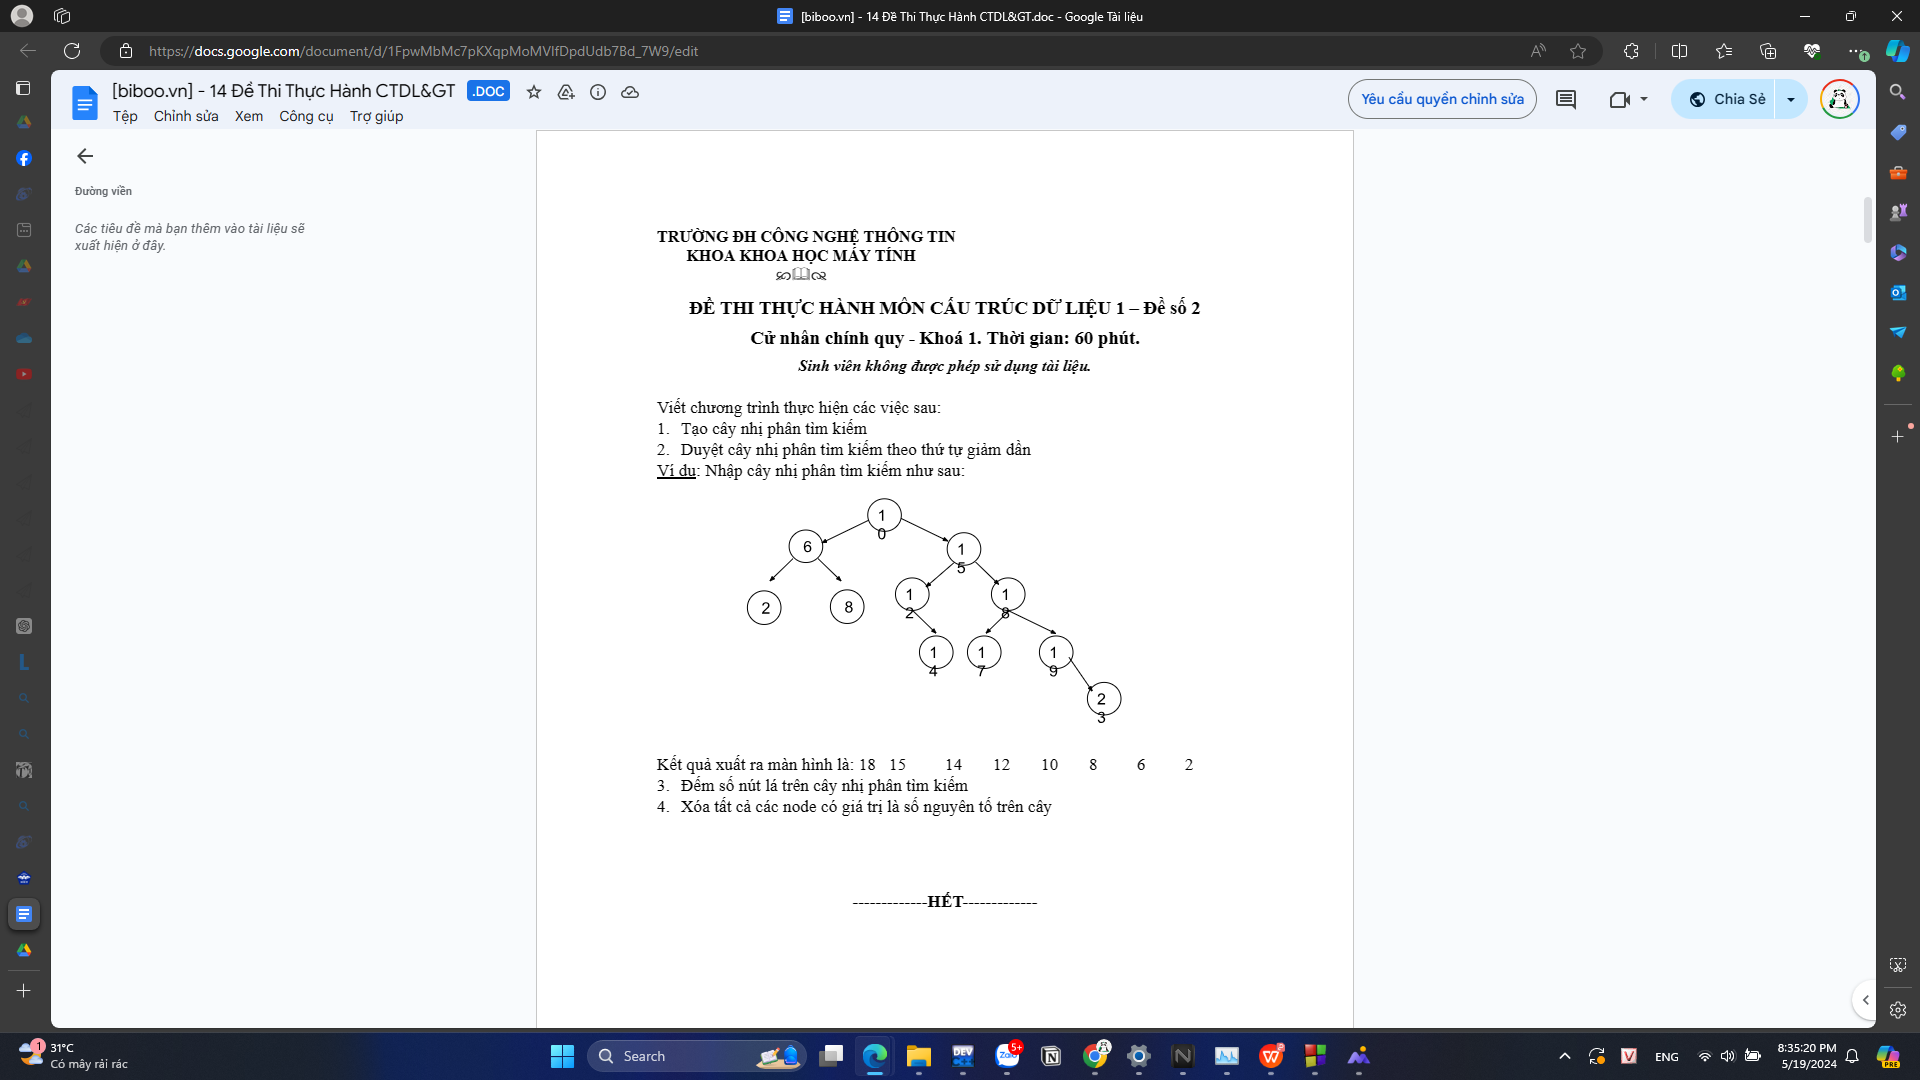 [biboo.vn] - 14 Đề Thi Thực Hành CTDL&GT.doc - Google Tài liệu
https://docs.google.com/document/d/1FpwMbMc7pKXqpMoMVlfDpdUdb7Bd_7W9/edit
[biboo.vn] - 14 Đề Thi Thực Hành CTDL&GT .DOC
Tệp Chỉnh sửa Xem Công cụ Trợ giúp
Yêu cầu quyền chỉnh sửa
Chia Sẻ
Đường viền
Các tiêu đề mà bạn thêm vào tài liệu sẽ
xuất hiện ở đây.
TRƯỜNG ĐH CÔNG NGHỆ THÔNG TIN
KHOA KHOA HỌC MÁY TÍNH
ĐỀ THI THỰC HÀNH MÔN CẤU TRÚC DỮ LIỆU 1 – Đề số 2
Cử nhân chính quy - Khoá 1. Thời gian: 60 phút.
Sinh viên không được phép sử dụng tài liệu.
Viết chương trình thực hiện các việc sau:
1. Tạo cây nhị phân tìm kiếm
2. Duyệt cây nhị phân tìm kiếm theo thứ tự giảm dần
Ví dụ: Nhập cây nhị phân tìm kiếm như sau:
10
6
15
2
8
12
18
14
17
19
23
Kết quả xuất ra màn hình là: 18 15 14 12 10 8 6 2
3. Đếm số nút lá trên cây nhị phân tìm kiếm
4. Xóa tất cả các node có giá trị là số nguyên tố trên cây
-------------HẾT-------------
1
31°C
Có mây rải rác
Search
DEV
Zalo
5+
ENG
8:35:20 PM
5/19/2024
PRE